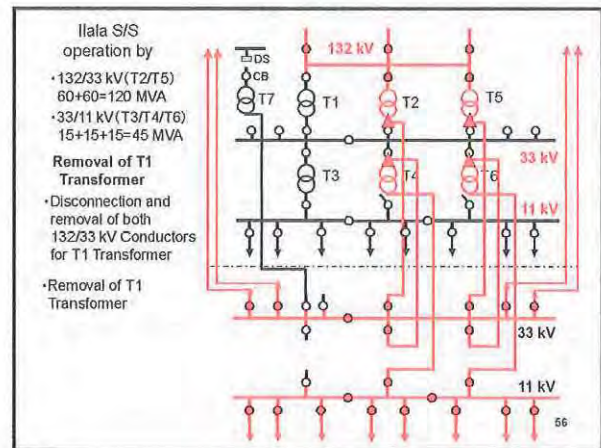 Ilala S/S
operation by
•132/33 kV(T2/T5)
60+60=120 MVA
•33/11 kV(T3/T4/T6)
15+15+15=45 MVA
Removal of T1
Transformer
•Disconnection and
removal of both
132/33 kV Conductors
for T1 Transformer
•Removal of T1
Transformer
132 kV
DS
CB
T7
T1
T2
T5
33 kV
T3
T4
T6
11 kV
33 kV
11 kV
56